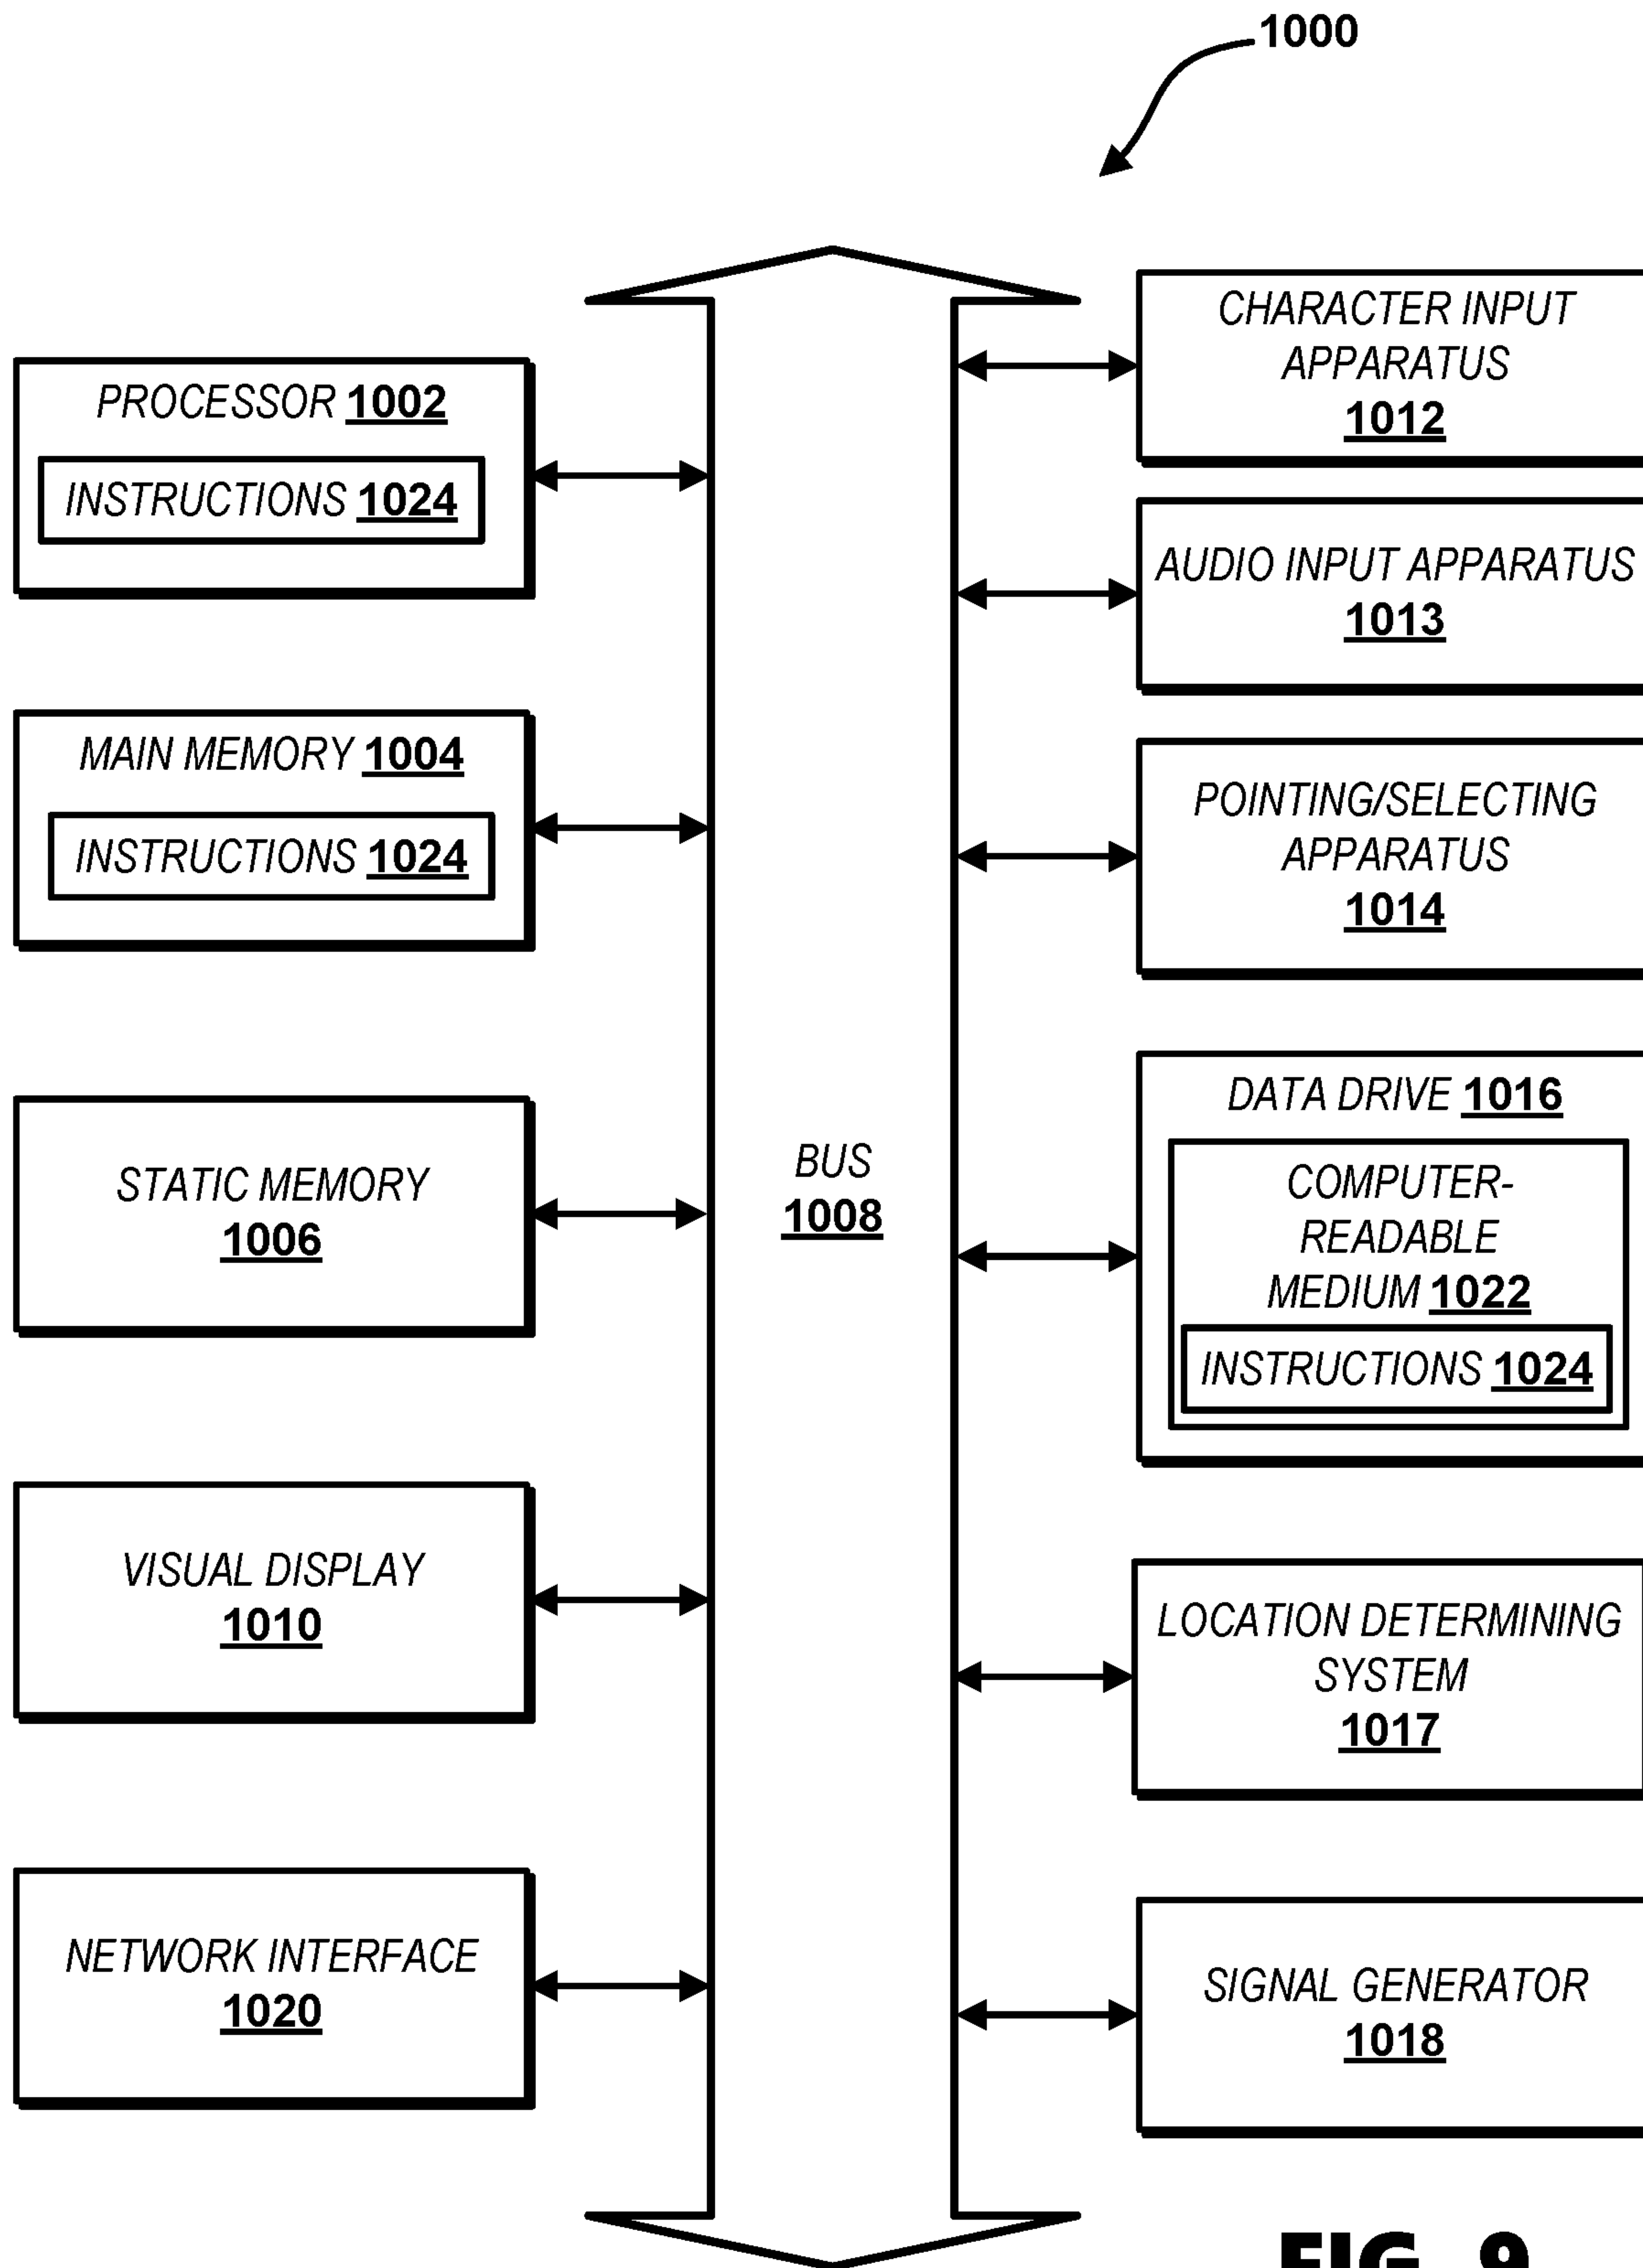 1000
PROCESSOR 1002
INSTRUCTIONS 1024
MAIN MEMORY 1004
INSTRUCTIONS 1024
STATIC MEMORY
1006
VISUAL DISPLAY
1010
NETWORK INTERFACE
1020
BUS
1008
CHARACTER INPUT
APPARATUS
1012
AUDIO INPUT APPARATUS
1013
POINTING/SELECTING
APPARATUS
1014
DATA DRIVE 1016
COMPUTER-
READABLE
MEDIUM 1022
INSTRUCTIONS 1024
LOCATION DETERMINING
SYSTEM
1017
SIGNAL GENERATOR
1018
FIG. 9